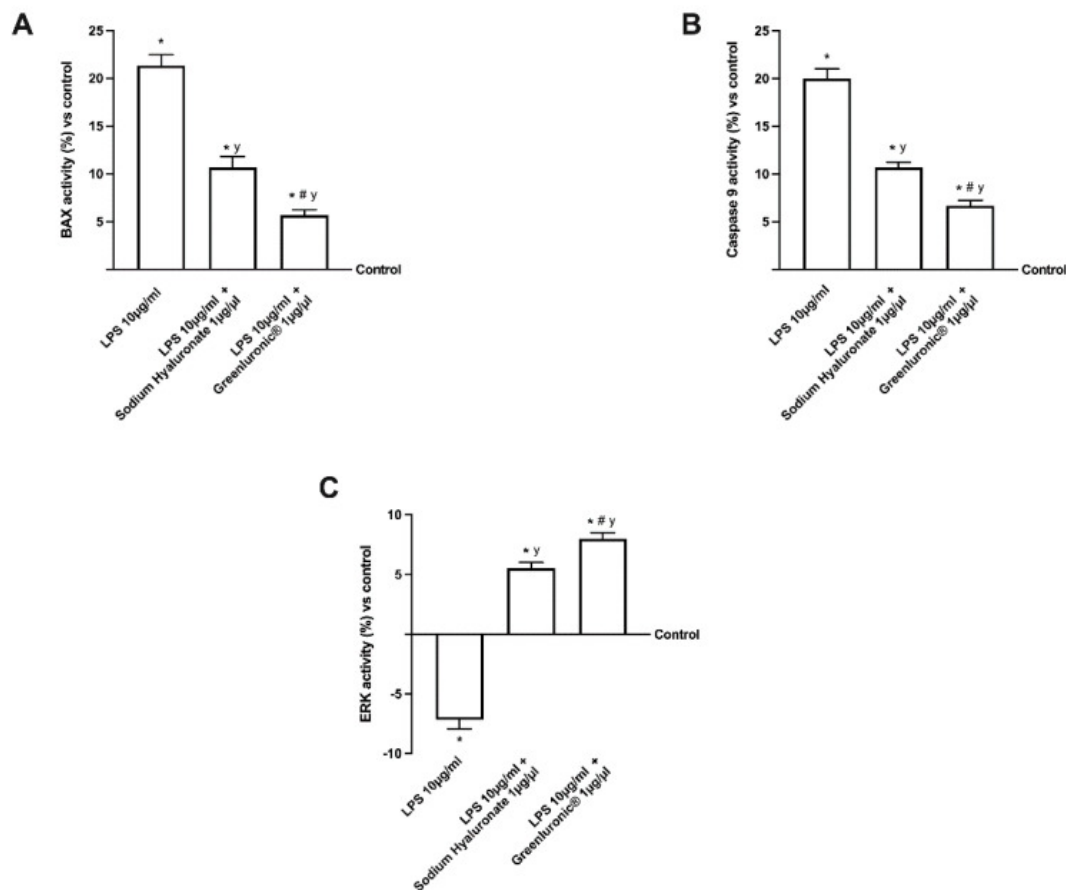 A
BAX activity (%) vs control
25
20
15
10
5
*
* y
* # y
Control
LPS 10µg/ml
LPS 10µg/ml +
Sodium Hyaluronate 1µg/µl
LPS 10µg/ml +
Greenluronic® 1µg/µl
B
Caspase 9 activity (%) vs control
25
20
15
10
5
*
* y
* # y
Control
LPS 10µg/ml
LPS 10µg/ml +
Sodium Hyaluronate 1µg/µl
LPS 10µg/ml +
Greenluronic® 1µg/µl
C
ERK activity (%) vs control
10
5
-5
-10
*
* y
* # y
Control
LPS 10µg/ml
LPS 10µg/ml +
Sodium Hyaluronate 1µg/µl
LPS 10µg/ml +
Greenluronic® 1µg/µl